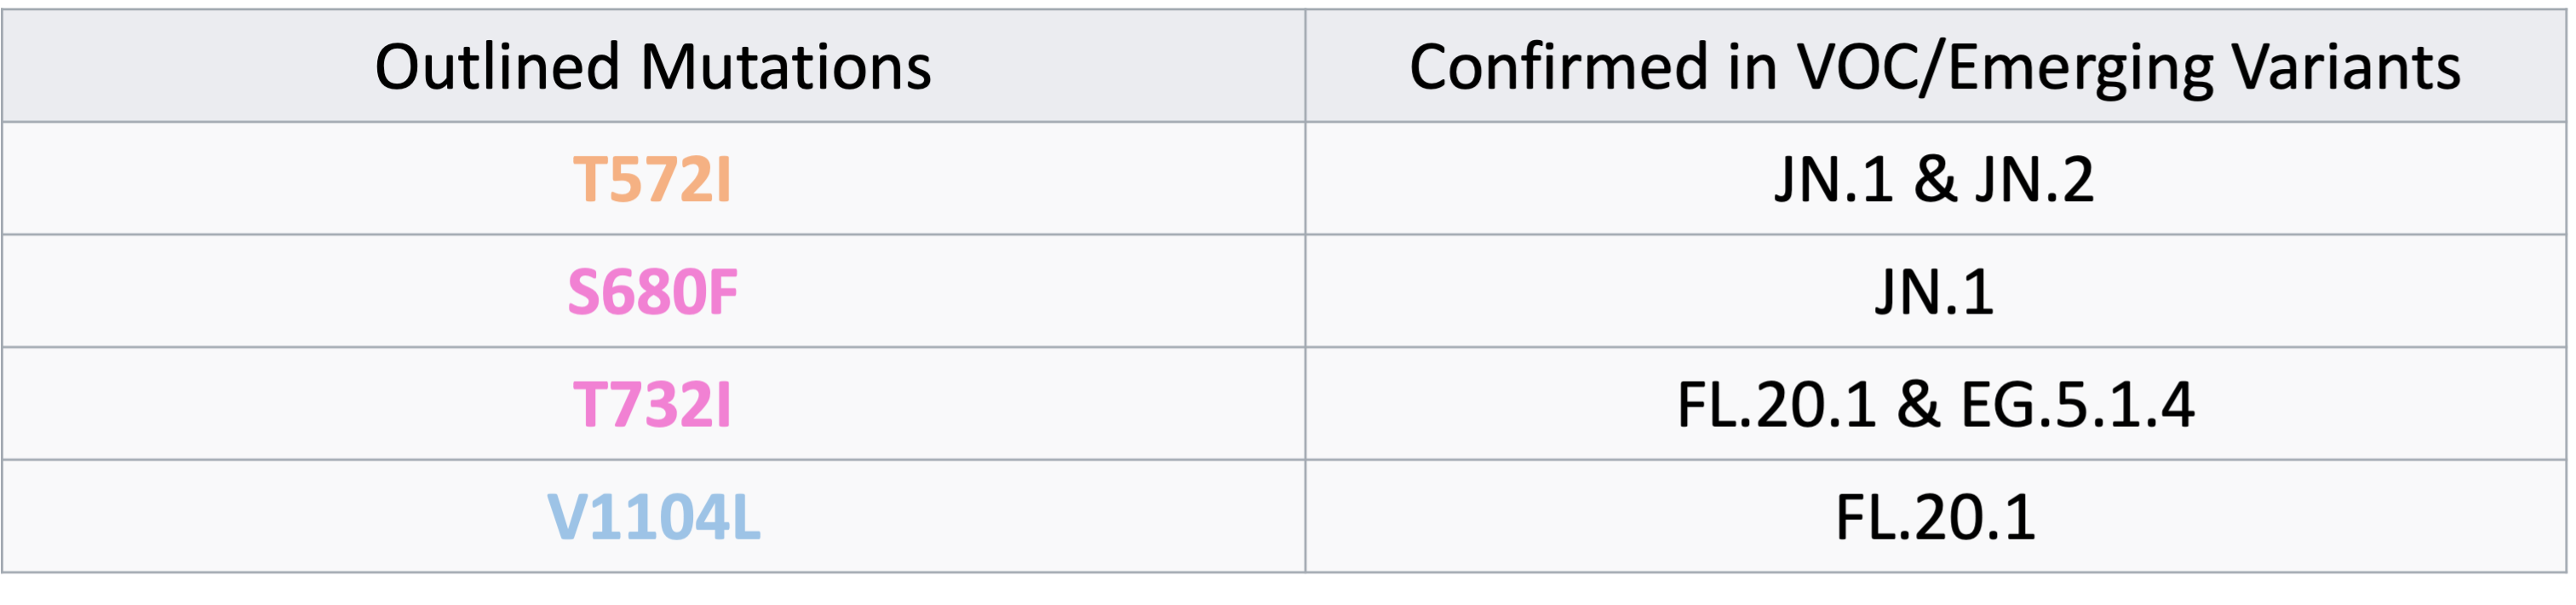 Outlined Mutations
Confirmed in VOC/Emerging Variants
T572I
JN.1 & JN.2
S680F
JN.1
T732I
FL.20.1 & EG.5.1.4
V1104L
FL.20.1